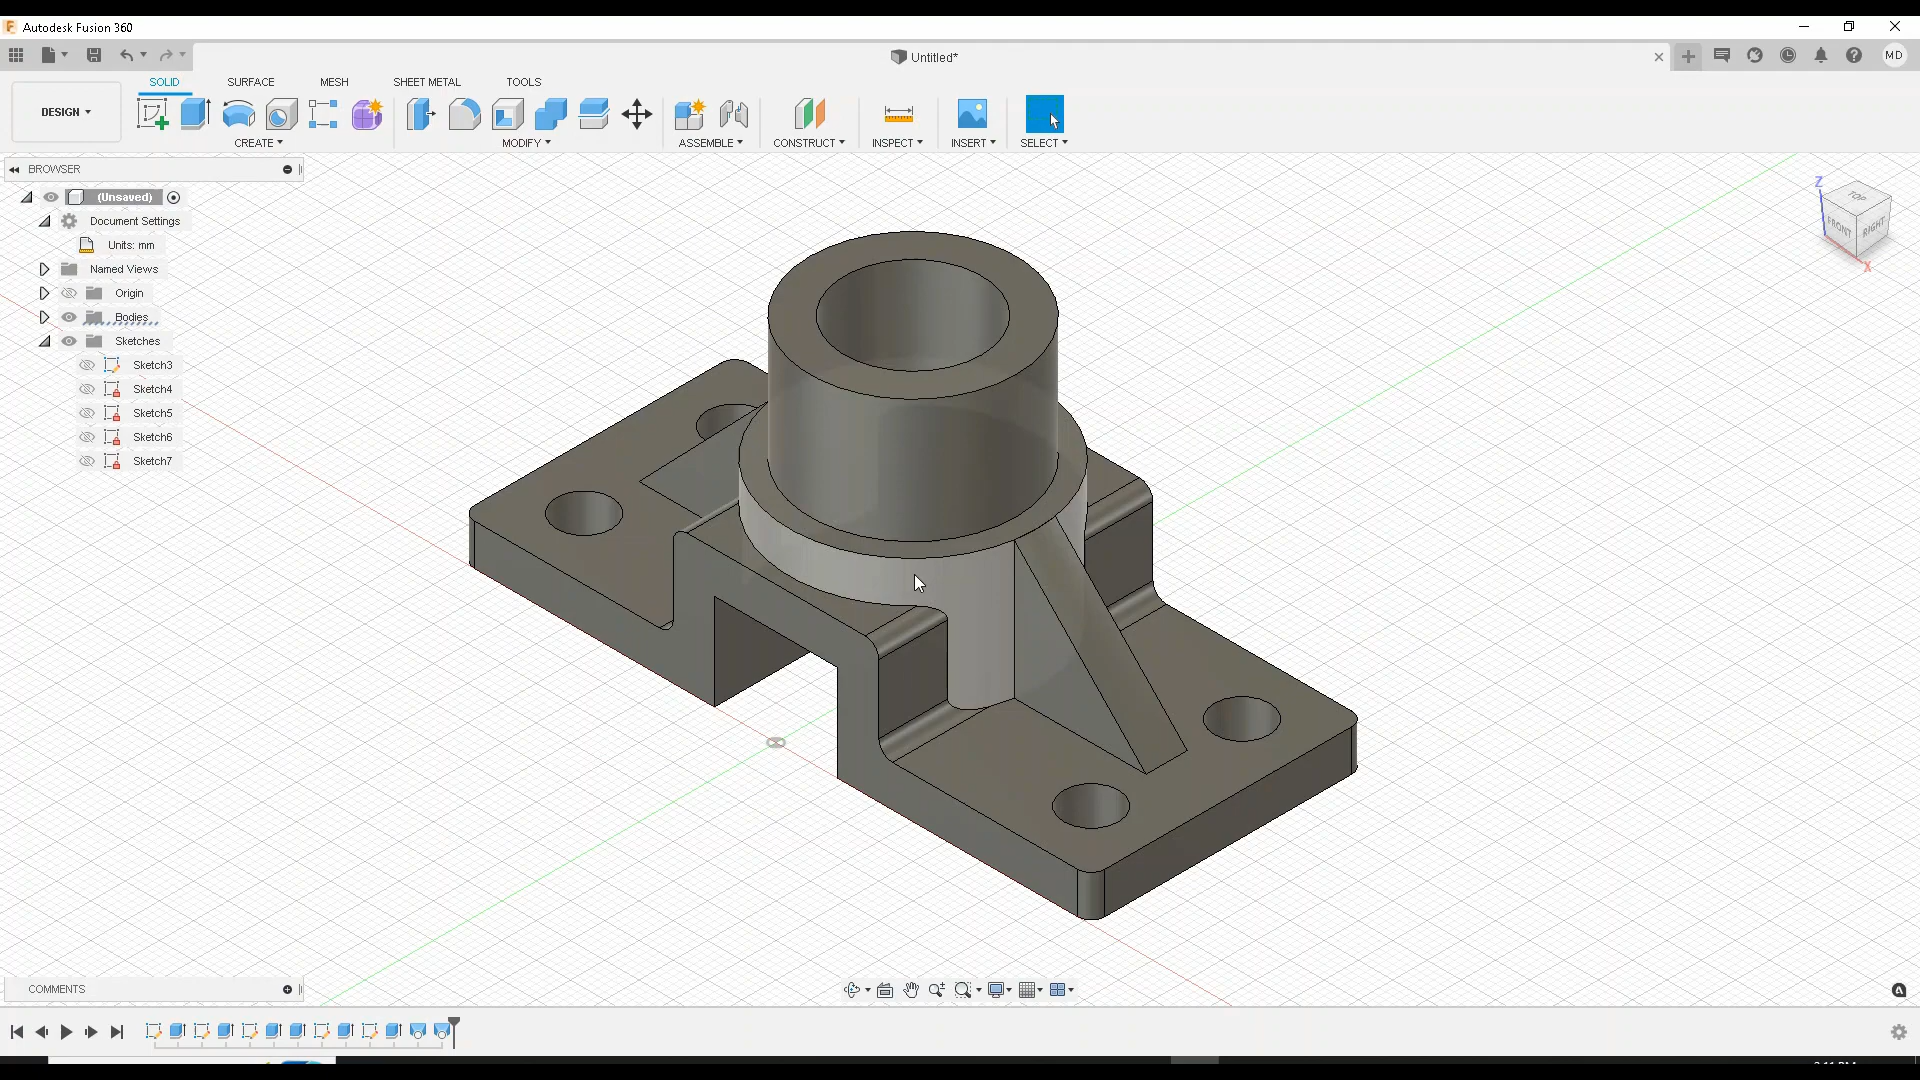 Autodesk Fusion 360
Untitled*
MD
SOLID SURFACE MESH SHEET METAL TOOLS
DESIGN
CREATE MODIFY ASSEMBLE CONSTRUCT INSPECT INSERT SELECT
BROWSER
(Unsaved)
Document Settings
Units: mm
Named Views
Origin
Bodies
Sketches
Sketch3
Sketch4
Sketch5
Sketch6
Sketch7
Z
TOP
FRONT
RIGHT
X
COMMENTS